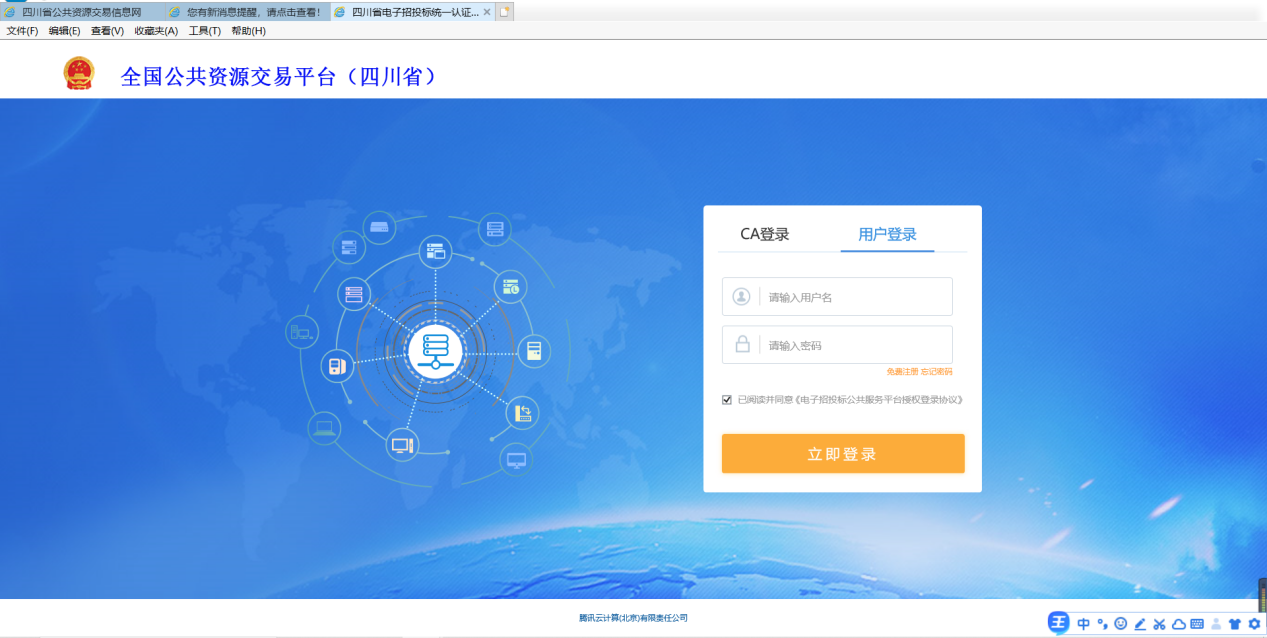 四川省公共资源交易信息网 您有新消息提醒，请点击查看！ 四川省电子招投标统一认证...
文件(F) 编辑(E) 查看(V) 收藏夹(A) 工具(T) 帮助(H)
全国公共资源交易平台（四川省）
CA登录 用户登录
请输入用户名
请输入密码
免费注册 忘记密码
已阅读并同意《电子招投标公共服务平台授权登录协议》
立即登录
腾讯云计算(北京)有限责任公司
王 中